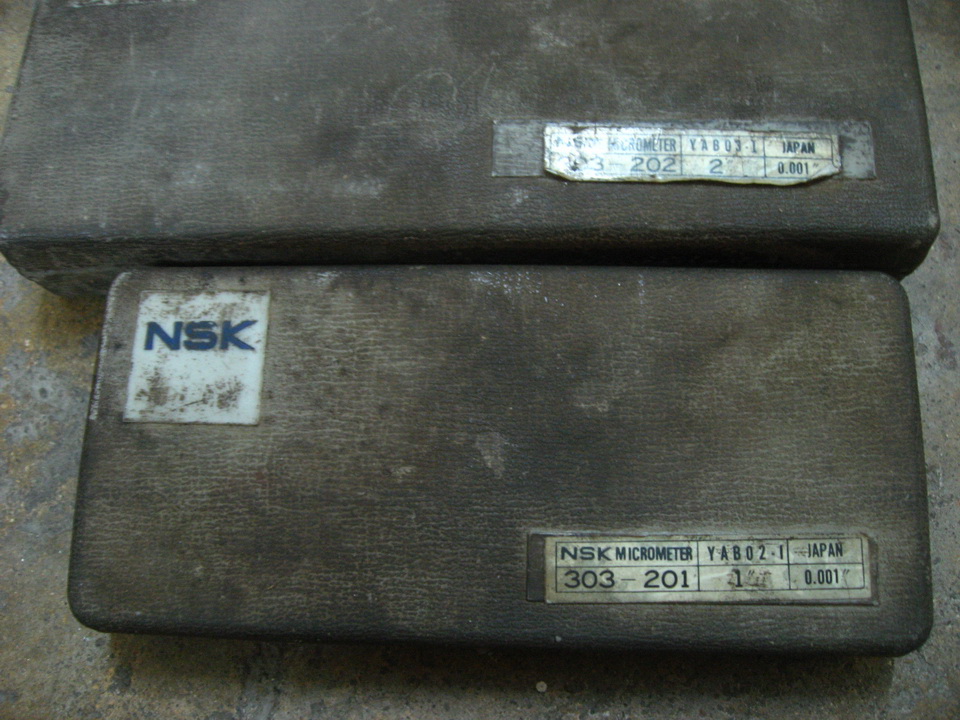 MICROMETER YAB03-1 JAPAN
202 2 0.001"
NSK
NSK MICROMETER YAB02-1 JAPAN
303-201 1" 0.001"